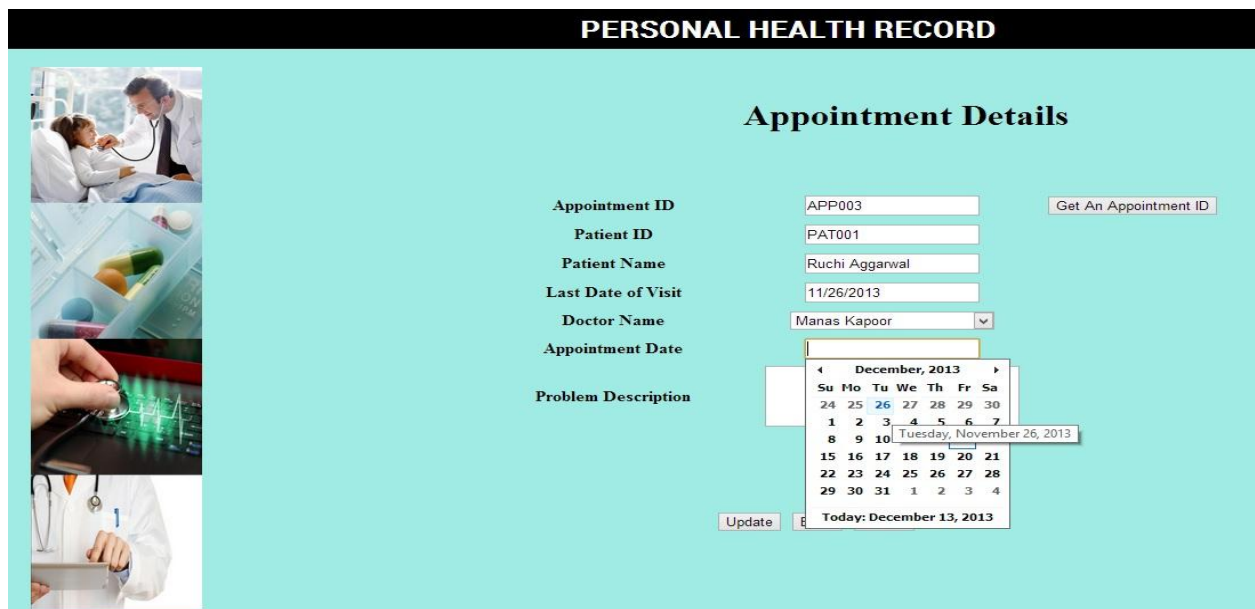 PERSONAL HEALTH RECORD
Appointment Details
Appointment ID APP003 Get An Appointment ID
Patient ID PAT001
Patient Name Ruchi Aggarwal
Last Date of Visit 11/26/2013
Doctor Name Manas Kapoor
Appointment Date
December, 2013
Su Mo Tu We Th Fr Sa
24 25 26 27 28 29 30
Problem Description
1 2 3 4 5 6 7
8 9 10 Tuesday, November 26, 2013
15 16 17 18 19 20 21
22 23 24 25 26 27 28
29 30 31 1 2 3 4
Update Today: December 13, 2013